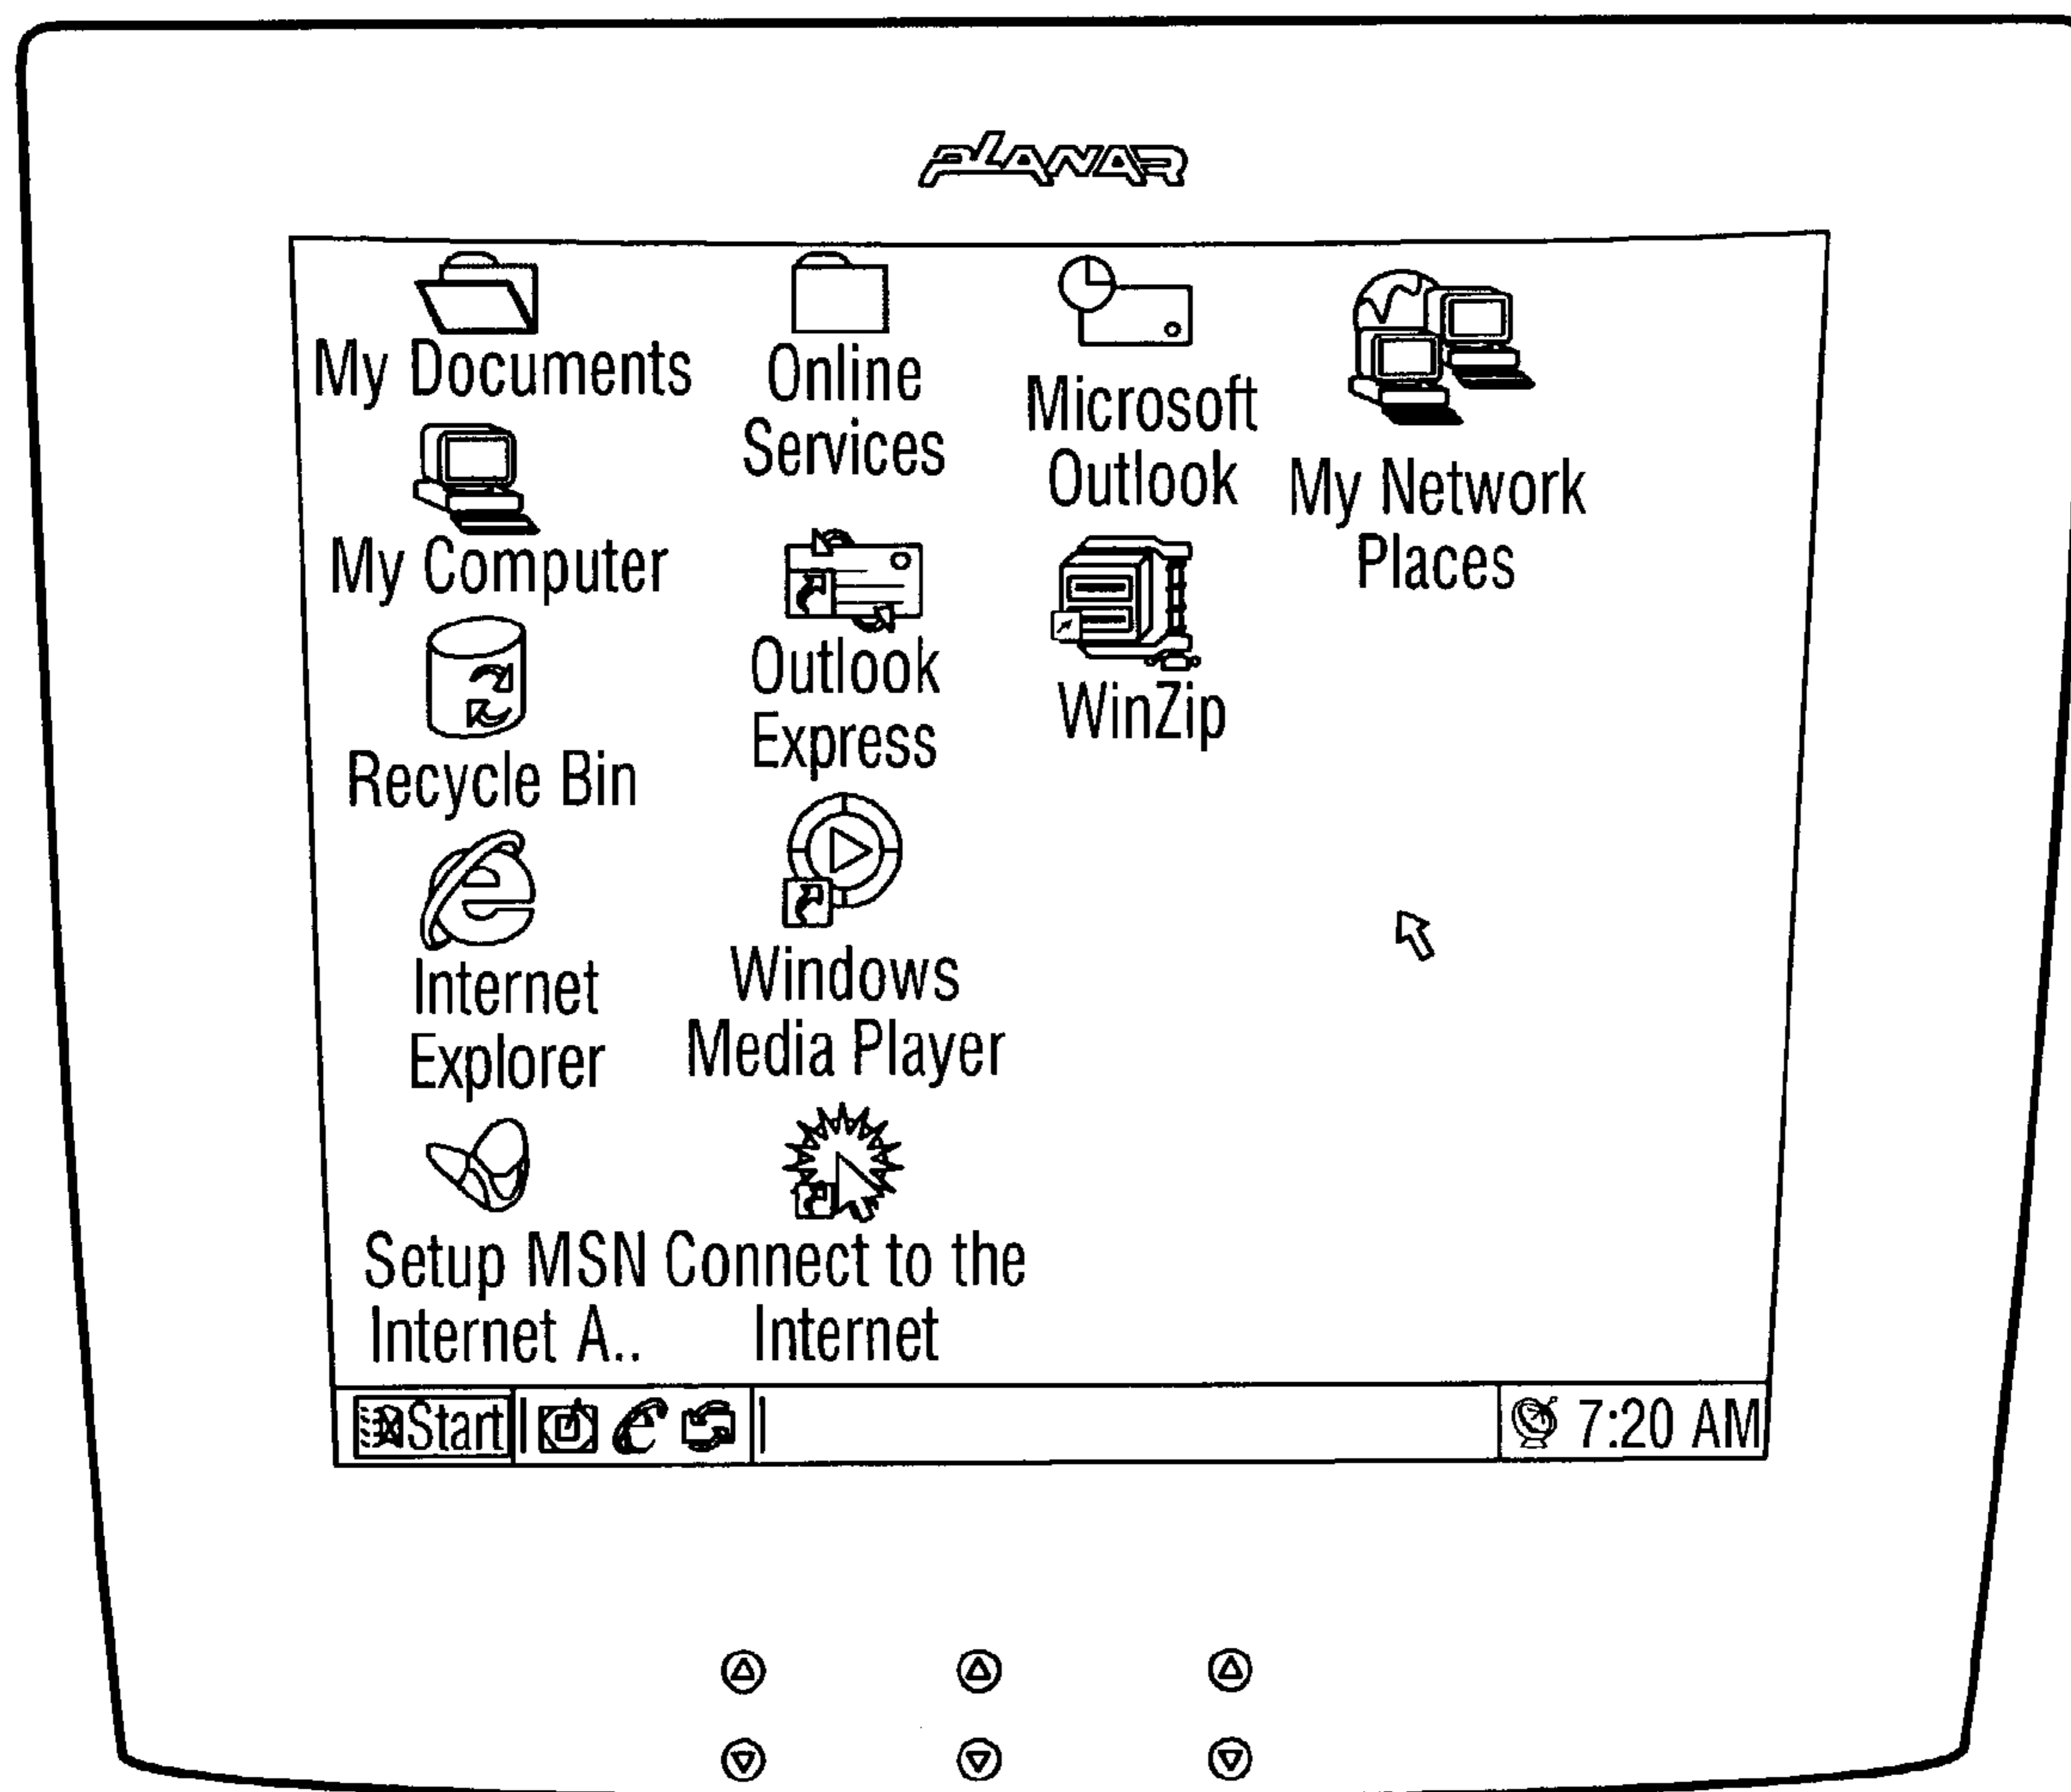 PLANAR
My Documents
Online
Services
Microsoft
Outlook
My Network
Places
My Computer
Outlook
Express
WinZip
Recycle Bin
Windows
Media Player
Internet
Explorer
Setup MSN
Internet A..
Connect to the
Internet
Start
7:20 AM